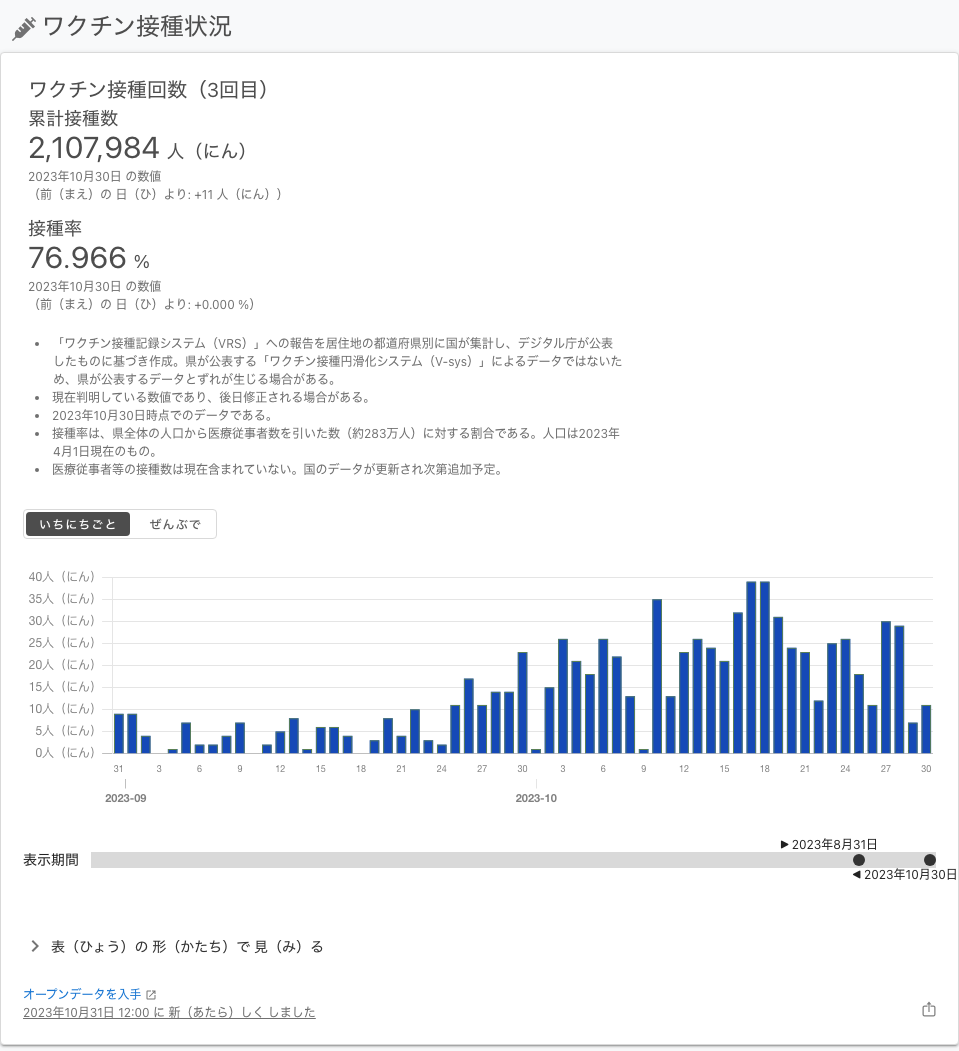 ワクチン接種状況
ワクチン接種回数（3回目）
累計接種数
2,107,984 人（にん）
2023年10月30日 の数値
（前（まえ）の 日（ひ）より: +11 人（にん））
接種率
76.966 %
2023年10月30日 の数値
（前（まえ）の 日（ひ）より: +0.000 %）
• 「ワクチン接種記録システム（VRS）」への報告を居住地の都道府県別に国が集計し、デジタル庁が公表
したものに基づき作成。県が公表する「ワクチン接種円滑化システム（V-sys）」によるデータではないた
め、県が公表するデータとずれが生じる場合がある。
• 現在判明している数値であり、後日修正される場合がある。
• 2023年10月30日時点でのデータである。
• 接種率は、県全体の人口から医療従事者数を引いた数（約283万人）に対する割合である。人口は2023年
4月1日現在のもの。
• 医療従事者等の接種数は現在含まれていない。国のデータが更新され次第追加予定。
いちにちごと ぜんぶで
40人（にん）
35人（にん）
30人（にん）
25人（にん）
20人（にん）
15人（にん）
10人（にん）
5人（にん）
0人（にん）
31 3 6 9 12 15 18 21 24 27 30 3 6 9 12 15 18 21 24 27 30
2023-09 2023-10
2023年8月31日
表示期間
2023年10月30日
表（ひょう）の 形（かたち）で 見（み）る
オープンデータを入手
2023年10月31日 12:00 に 新（あたら）しく しました